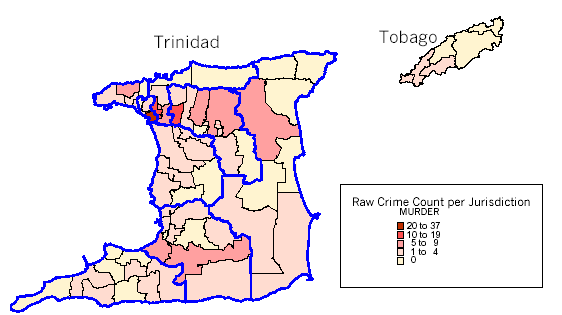 Trinidad
Tobago
Raw Crime Count per Jurisdiction
MURDER
20 to 37
10 to 19
5 to 9
1 to 4
0